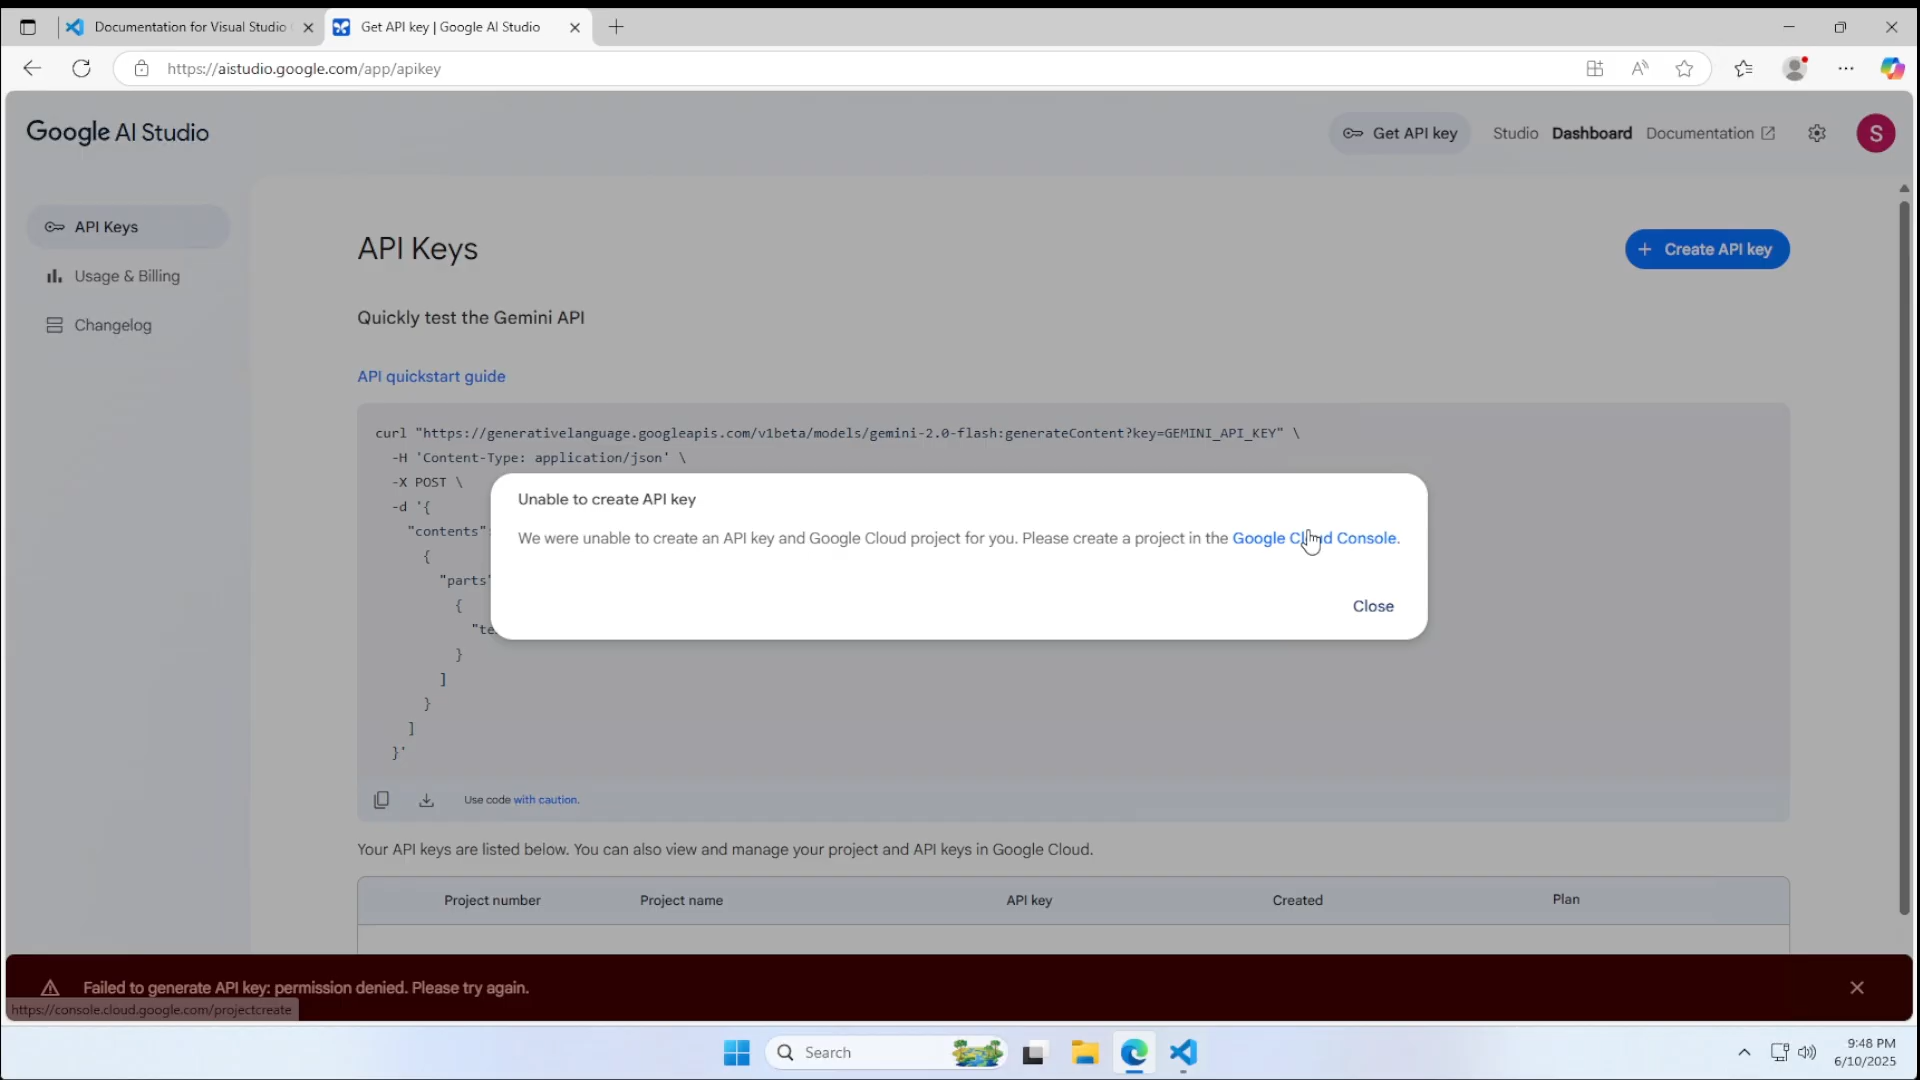 Documentation for Visual Studio
Get API key | Google AI Studio
https://aistudio.google.com/app/apikey
Google AI Studio
Get API key
Studio
Dashboard
Documentation
S
API Keys
Usage & Billing
Changelog
API Keys
+ Create API key
Quickly test the Gemini API
API quickstart guide
curl "https://generativelanguage.googleapis.com/v1beta/models/gemini-2.0-flash:generateContent?key=GEMINI_API_KEY" \
-H 'Content-Type: application/json' \
-X POST \
-d '{
"contents"
{
"parts"
{
"te
}
]
}
]
}'
Unable to create API key
We were unable to create an API key and Google Cloud project for you. Please create a project in the Google Cloud Console.
Close
Use code with caution.
Your API keys are listed below. You can also view and manage your project and API keys in Google Cloud.
Project number
Project name
API key
Created
Plan
Failed to generate API key: permission denied. Please try again.
https://console.cloud.google.com/projectcreate
Search
9:48 PM
6/10/2025